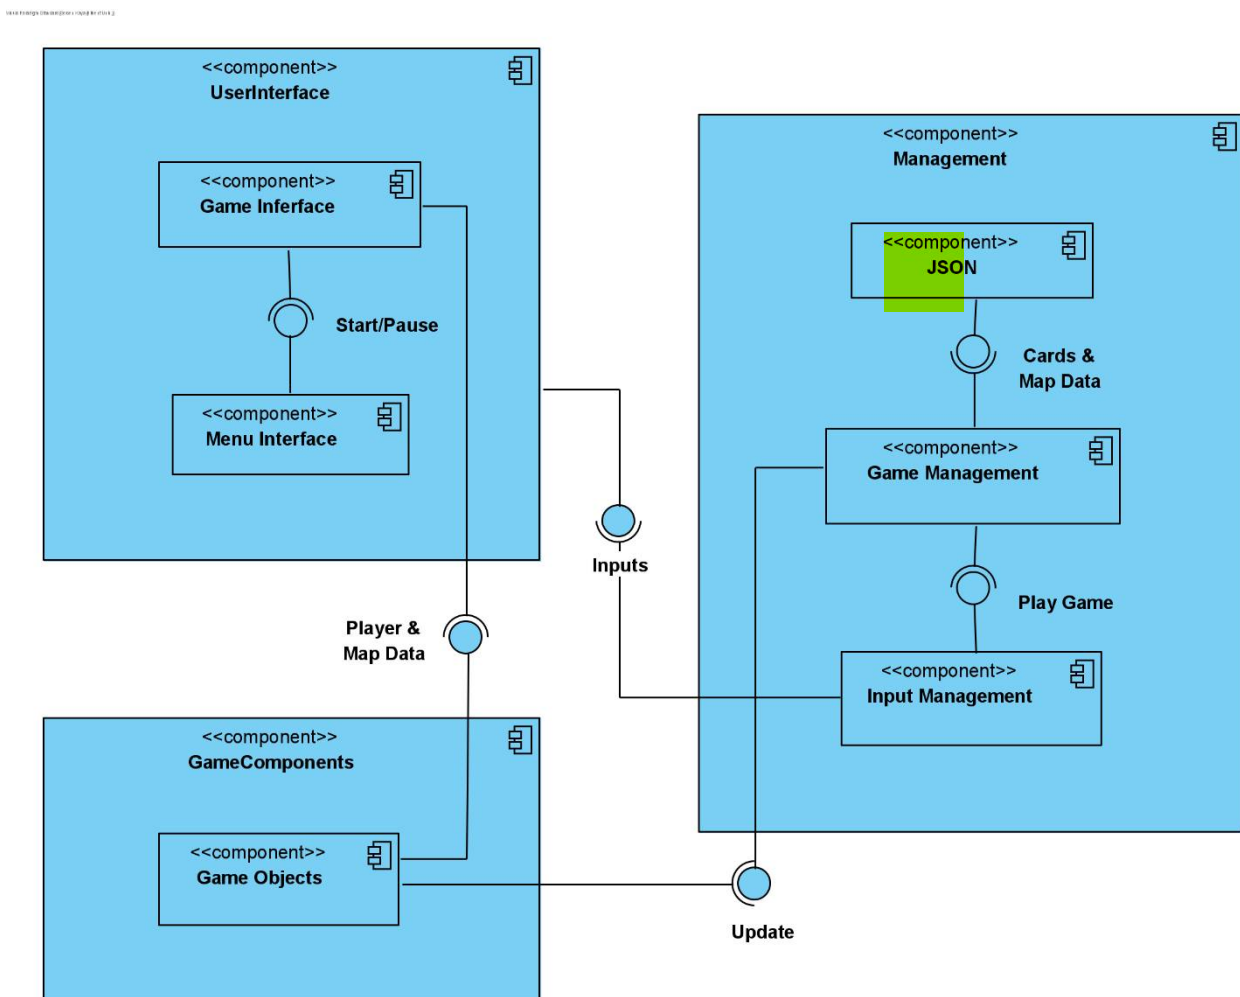 <<component>>
UserInterface
<<component>>
Game Inferface
Start/Pause
<<component>>
Menu Interface
<<component>>
Management
<<component>>
JSON
Cards &
Map Data
<<component>>
Game Management
Inputs
Play Game
Player &
Map Data
<<component>>
Input Management
<<component>>
GameComponents
<<component>>
Game Objects
Update